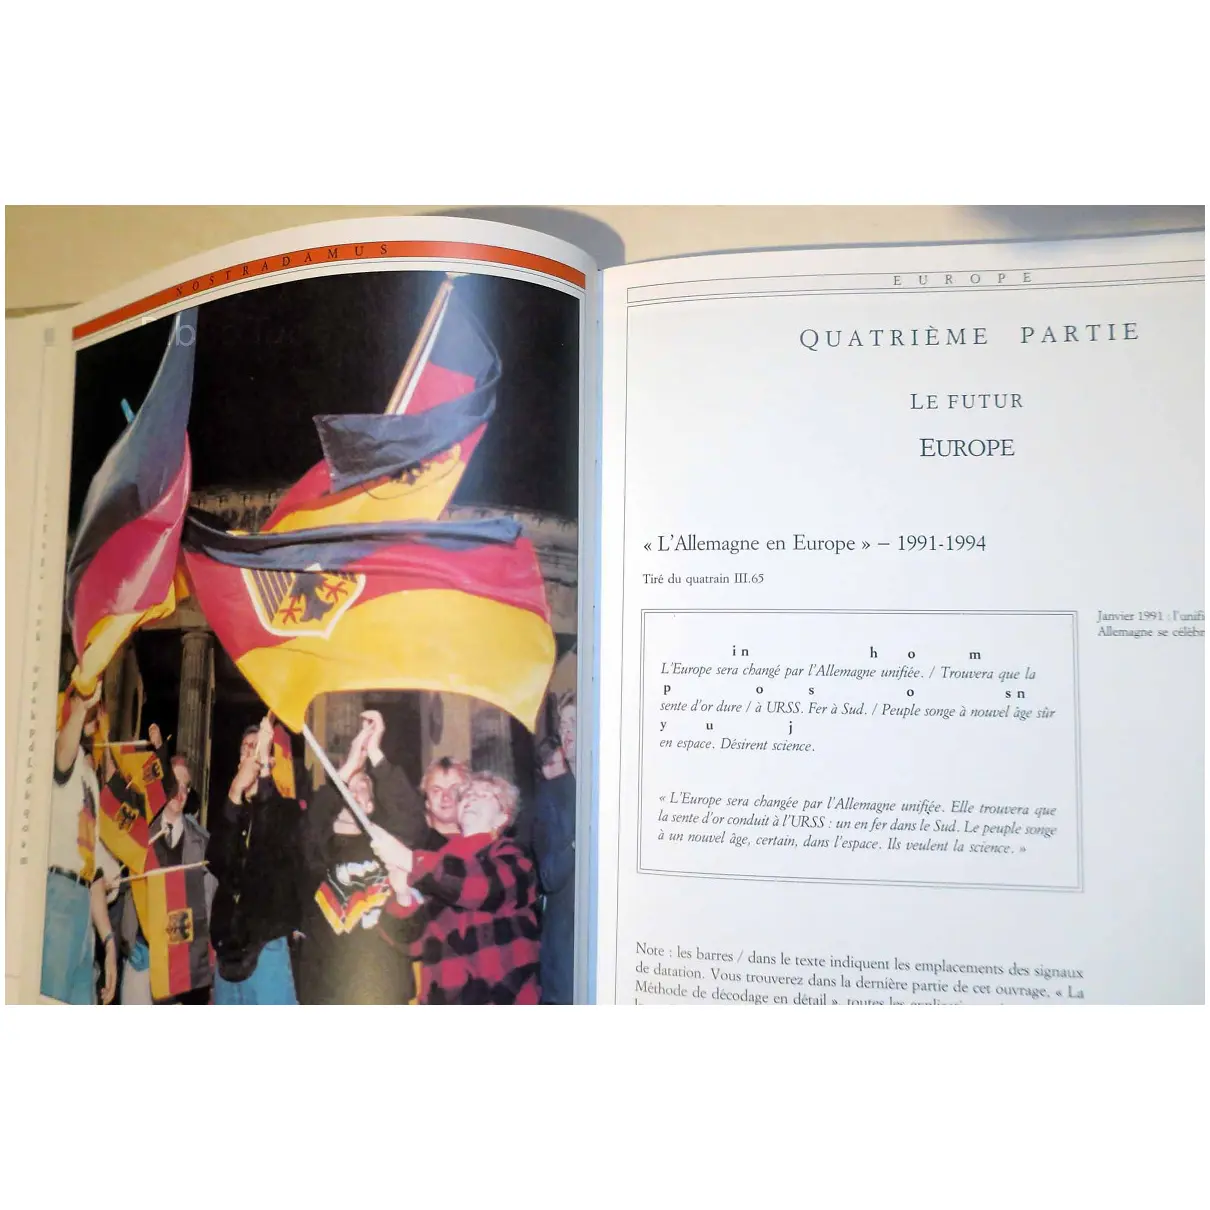 NOSTRADAMUS
EUROPE
QUATRIÈME PARTIE
LE FUTUR
EUROPE
« L'Allemagne en Europe » – 1991-1994
Tiré du quatrain III.65
in h o m
L'Europe sera changé par l'Allemagne unifiée. / Trouvera que la
p o s o sn
sente d'or dure / à URSS. Fer à Sud. / Peuple songe à nouvel âge sûr
y u j
en espace. Désirent science.
« L'Europe sera changée par l'Allemagne unifiée. Elle trouvera que
la sente d'or conduit à l'URSS : un en fer dans le Sud. Le peuple songe
à un nouvel âge, certain, dans l'espace. Ils veulent la science. »
Janvier 1991 : l'unifi
Allemagne se célèbr
Note : les barres / dans le texte indiquent les emplacements des signaux
de datation. Vous trouverez dans la dernière partie de cet ouvrage, « La
Méthode de décodage en détail », toutes les